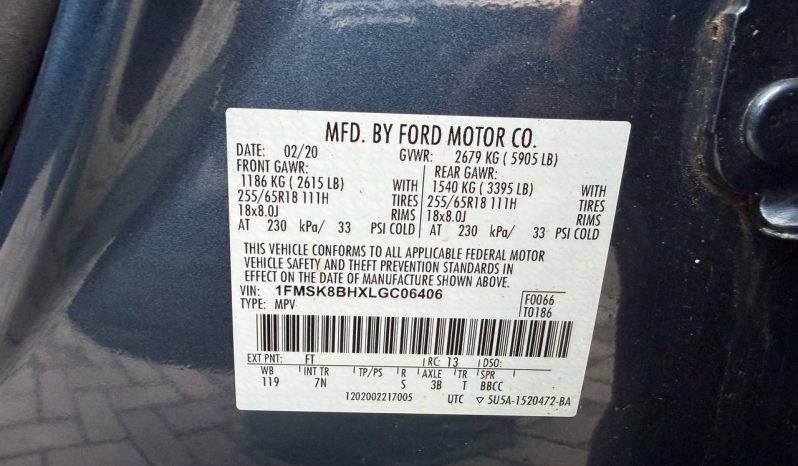 MFD. BY FORD MOTOR CO.
DATE: 02/20 GVWR: 2679 KG ( 5905 LB)
FRONT GAWR: REAR GAWR:
1186 KG ( 2615 LB) WITH 1540 KG ( 3395 LB) WITH
255/65R18 111H TIRES 255/65R18 111H TIRES
18x8.0J RIMS 18x8.0J RIMS
AT 230 kPa/ 33 PSI COLD AT 230 kPa/ 33 PSI COLD
THIS VEHICLE CONFORMS TO ALL APPLICABLE FEDERAL MOTOR
VEHICLE SAFETY AND THEFT PREVENTION STANDARDS IN
EFFECT ON THE DATE OF MANUFACTURE SHOWN ABOVE.
VIN: 1FMSK8BHXLGC06406 F0066
TYPE: MPV T0186
EXT PNT: FT RC: 13 DSO:
WB INT TR TP/PS R AXLE TR SPR
119 7N S 3B T BBCC
1202002217005 UTC ▽ 5U5A-1520472-BA